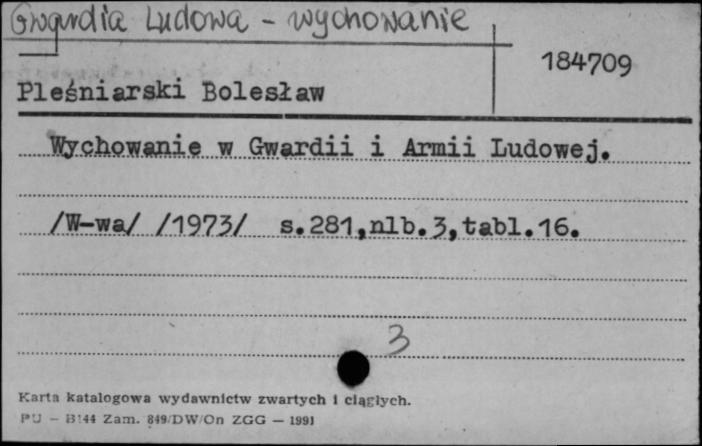 Gwardia Ludowa - wychowanie
184709
Pleśniarski Bolesław
Wychowanie w Gwardii i Armii Ludowej.
/W-wa/ /1973/ s.281,nlb.3,tabl.16.
3
Karta katalogowa wydawnictw zwartych i ciągłych.
PU - B144 Zam. 849/DW/On ZGG — 1991